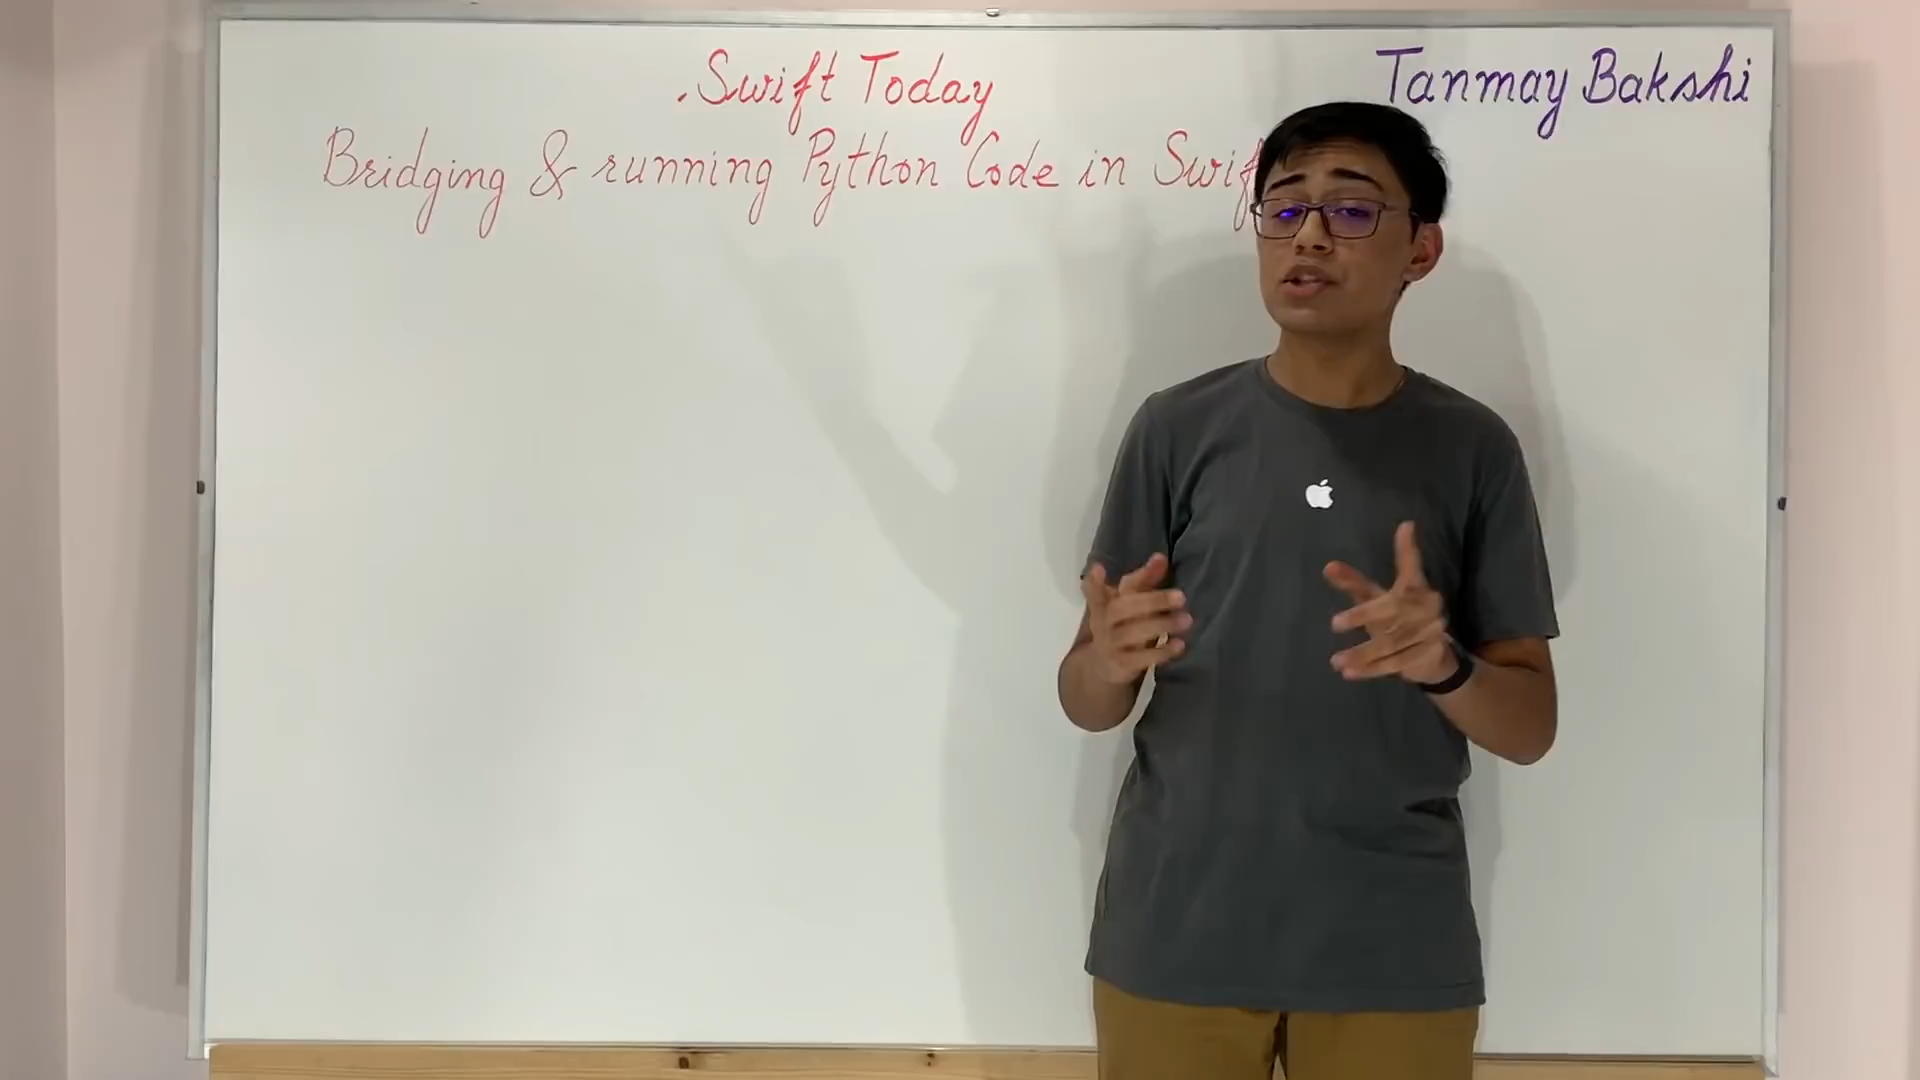 .Swift Today
Tanmay Bakshi
Bridging & running Python Code in